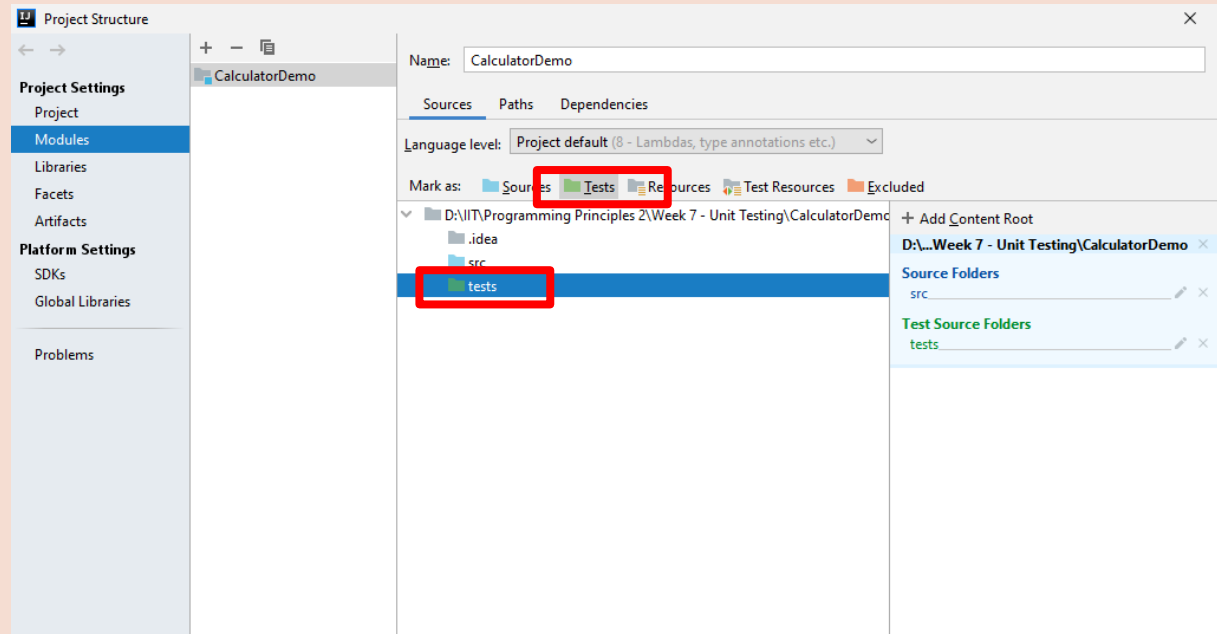 Project Structure
Project Settings
Project
Modules
Libraries
Facets
Artifacts
Platform Settings
SDKs
Global Libraries
Problems
CalculatorDemo
Name: CalculatorDemo
Sources Paths Dependencies
Language level: Project default (8 - Lambdas, type annotations etc.)
Mark as: Sources Tests Resources Test Resources Excluded
D:\IIT\Programming Principles 2\Week 7 - Unit Testing\CalculatorDemo
.idea
src
tests
+ Add Content Root
D:\...Week 7 - Unit Testing\CalculatorDemo
Source Folders
src
Test Source Folders
tests